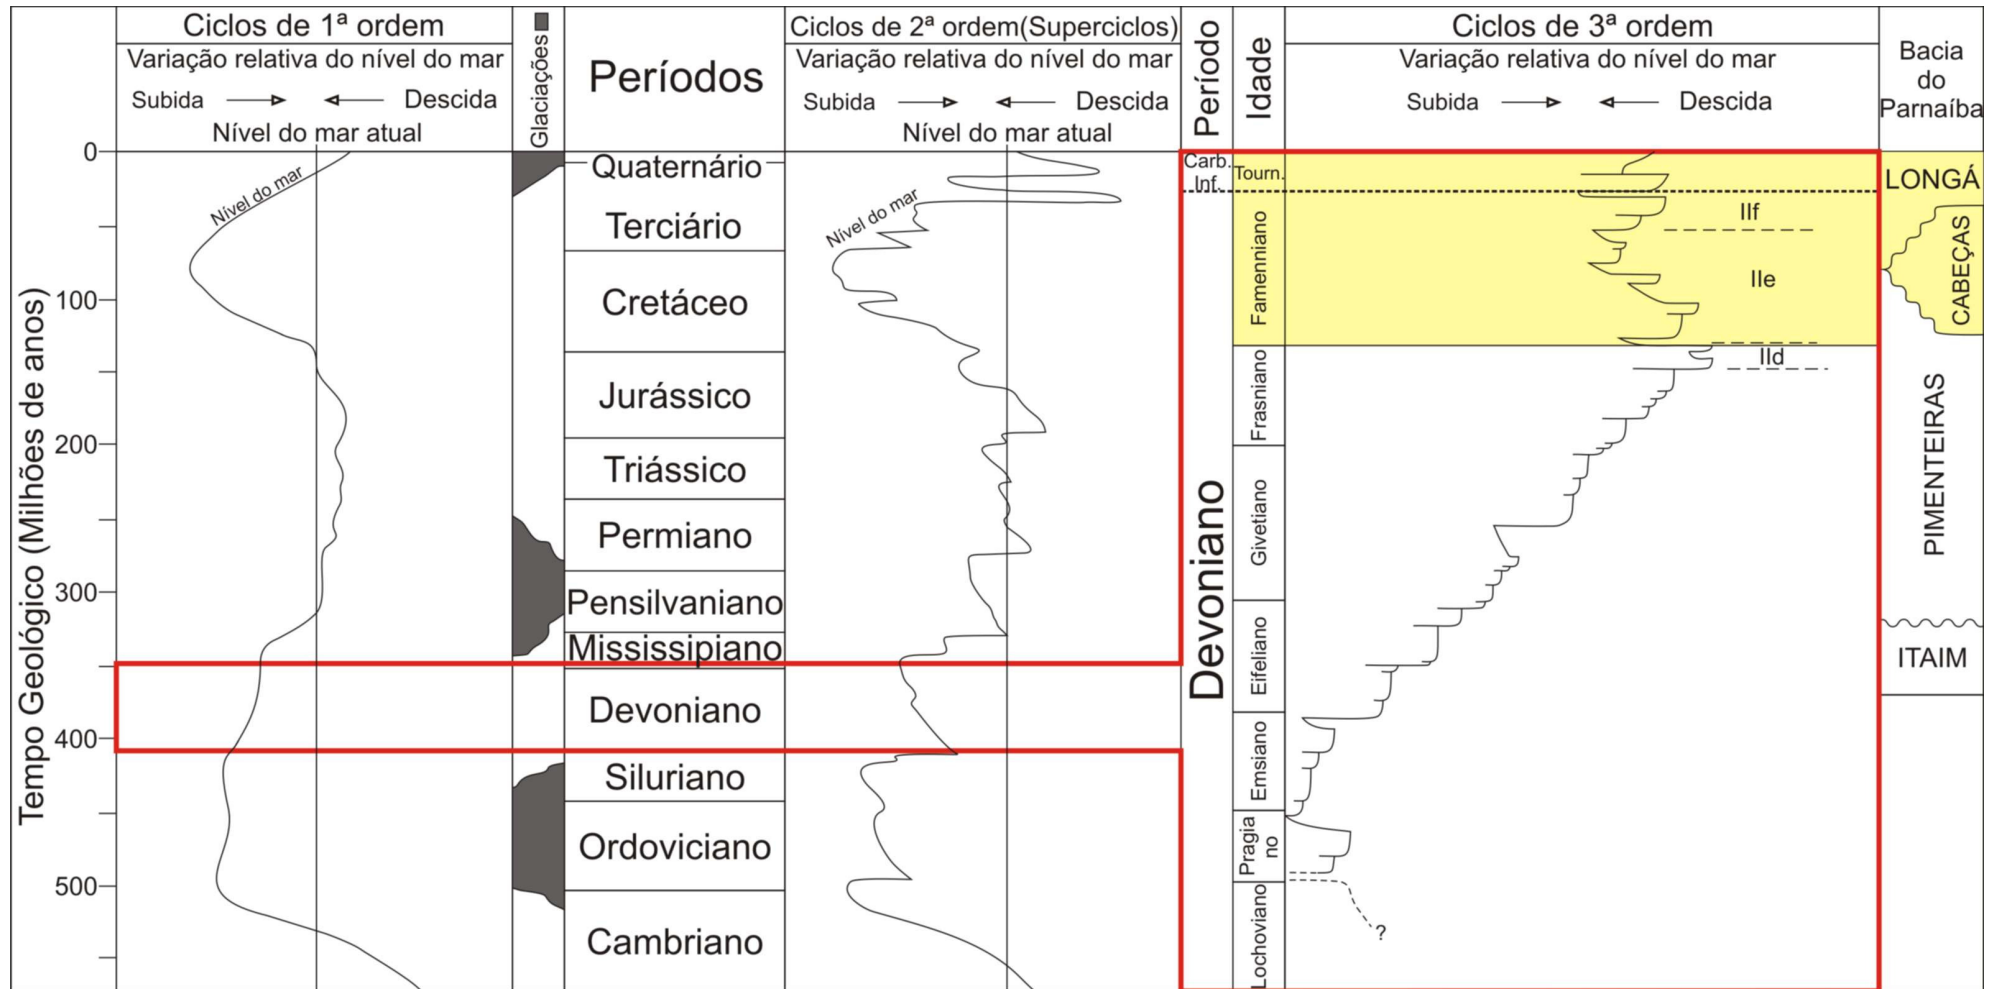 Ciclos de 1ª ordem
Variação relativa do nível do mar
Subida
Descida
Nível do mar atual
Glaciações
Períodos
Ciclos de 2ª ordem(Superciclos)
Variação relativa do nível do mar
Subida
Descida
Nível do mar atual
Período
Idade
Ciclos de 3ª ordem
Variação relativa do nível do mar
Subida
Descida
Bacia
do
Parnaíba
Tempo Geológico (Milhões de anos)
0
100
200
300
400
500
Nível do mar
Quaternário
Terciário
Cretáceo
Jurássico
Triássico
Permiano
Pensilvaniano
Mississipiano
Devoniano
Siluriano
Ordoviciano
Cambriano
Nível do mar
Carb.
Inf.
Devoniano
Tourn.
Famenniano
Frasniano
Givetiano
Eifeliano
Emsiano
Pragia
no
Lochoviano
IIf
IIe
IId
?
LONGÁ
CABEÇAS
PIMENTEIRAS
ITAIM